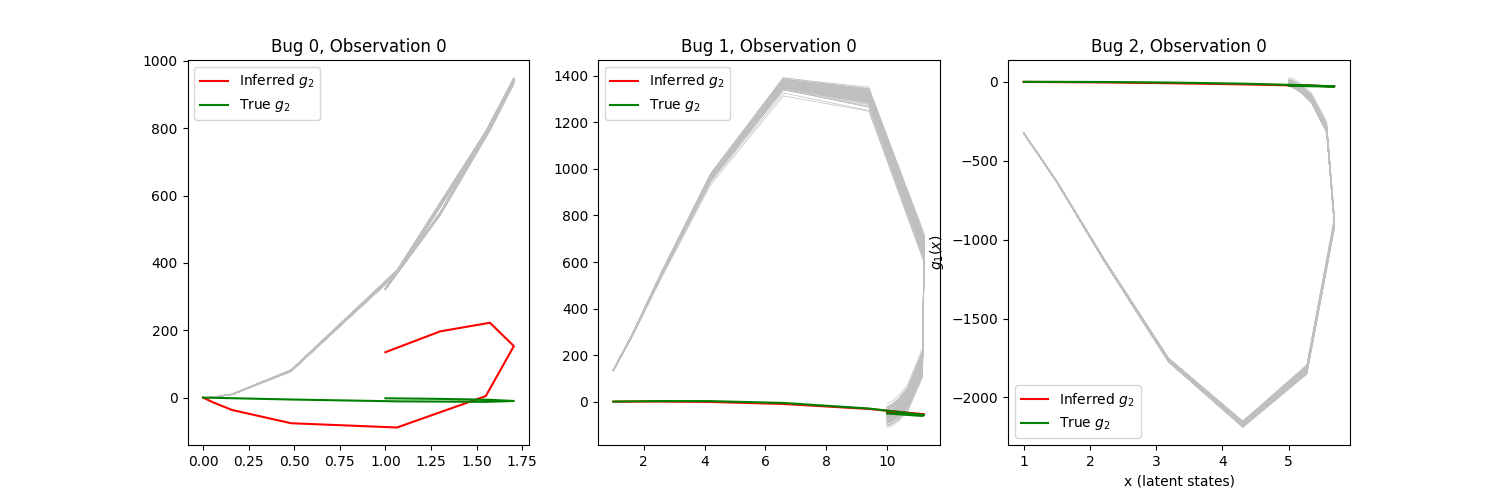 Bug 0, Observation 0
1000
800
600
400
200
0
0.00 0.25 0.50 0.75 1.00 1.25 1.50 1.75
Inferred g₂
True g₂
Bug 1, Observation 0
1400
1200
1000
800
600
400
200
0
2 4 6 8 10
Inferred g₂
True g₂
Bug 2, Observation 0
g₁(x)
0
−500
−1000
−1500
−2000
1 2 3 4 5
x (latent states)
Inferred g₂
True g₂